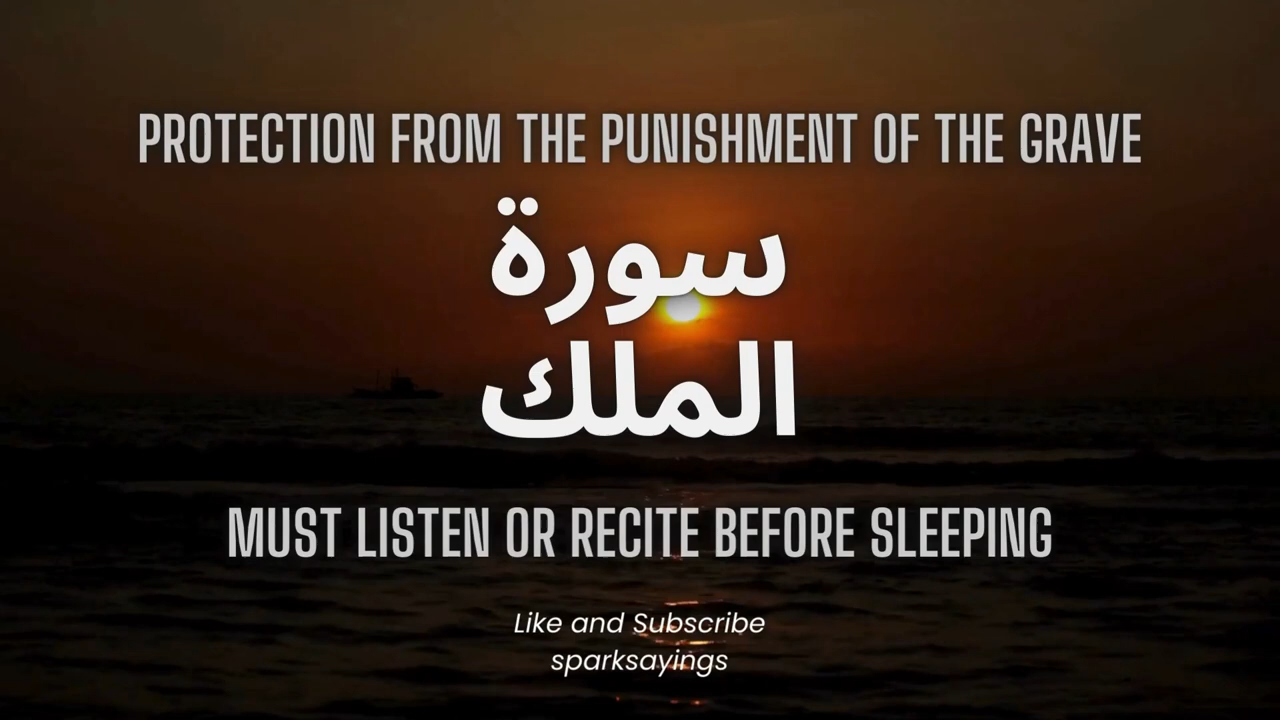 PROTECTION FROM THE PUNISHMENT OF THE GRAVE
سورة
الملك
MUST LISTEN OR RECITE BEFORE SLEEPING
Like and Subscribe
sparksayings